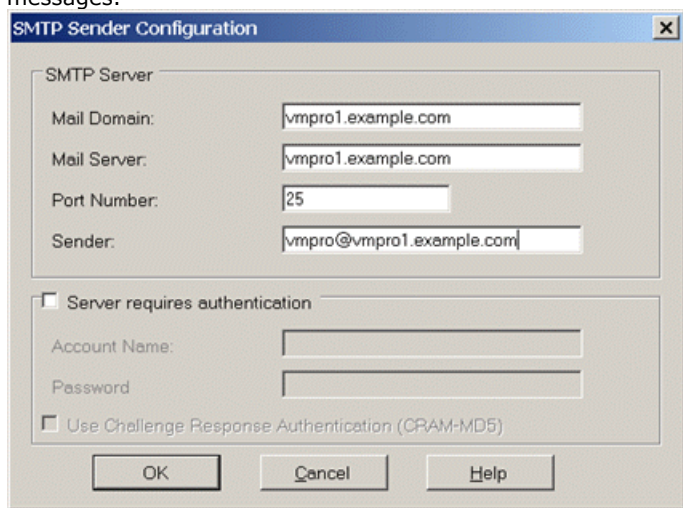 messages.
SMTP Sender Configuration
SMTP Server
Mail Domain: vmpro1.example.com
Mail Server: vmpro1.example.com
Port Number: 25
Sender: vmpro@vmpro1.example.com
Server requires authentication
Account Name:
Password
Use Challenge Response Authentication (CRAM-MD5)
OK Cancel Help